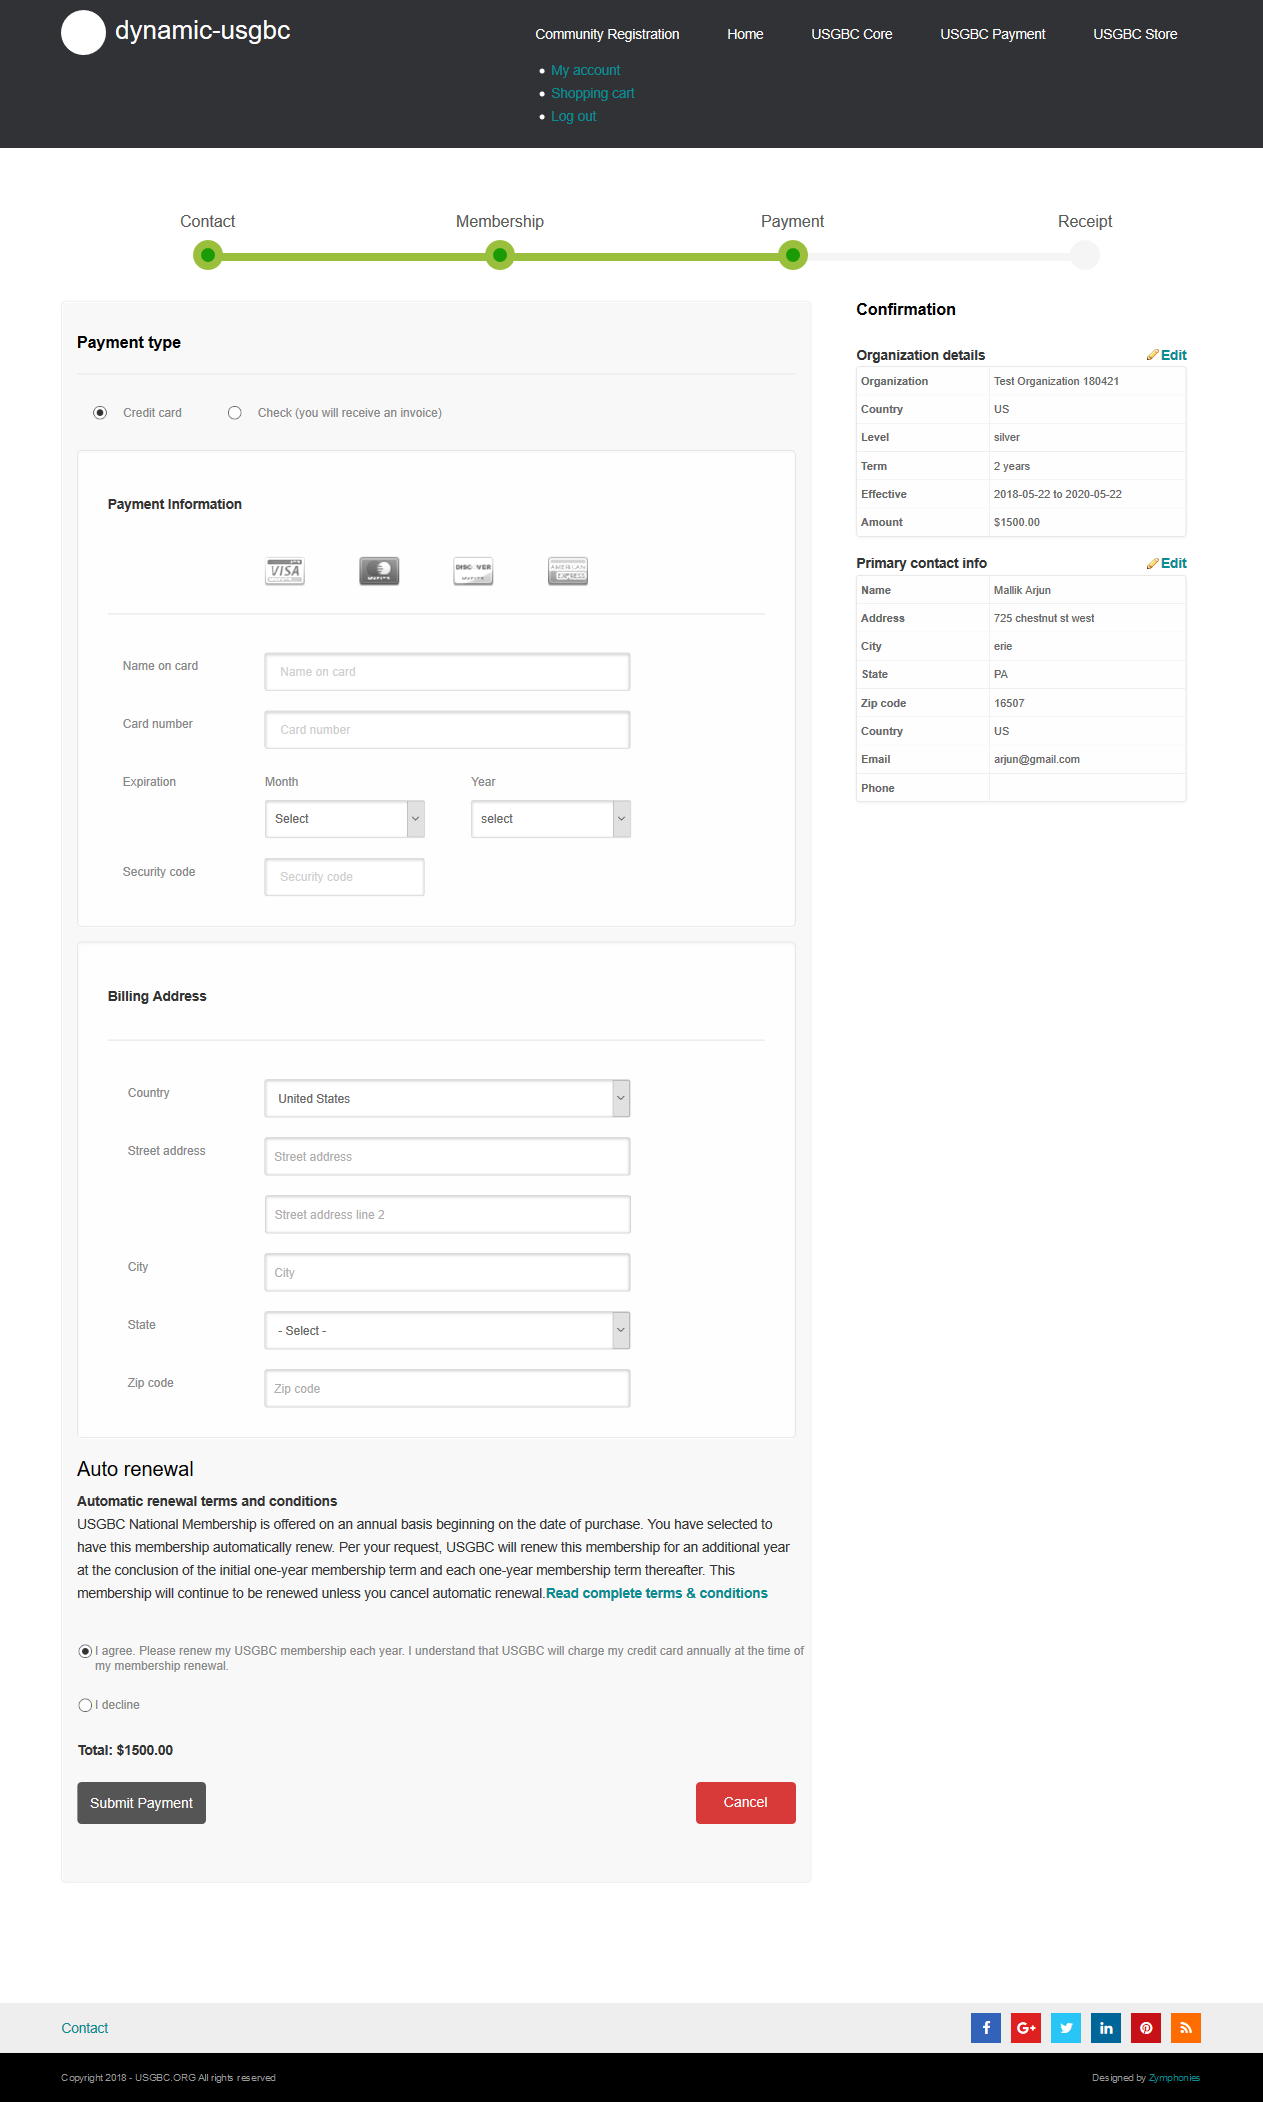 dynamic-usgbc
Community Registration Home USGBC Core USGBC Payment USGBC Store
My account
Shopping cart
Log out
Contact Membership Payment Receipt
Payment type
Credit card Check (you will receive an invoice)
Payment Information
VISA DISCOVER AMERICAN EXPRESS
Name on card Name on card
Card number Card number
Expiration Month Year
Select select
Security code Security code
Billing Address
Country United States
Street address Street address
Street address line 2
City City
State - Select -
Zip code Zip code
Auto renewal
Automatic renewal terms and conditions
USGBC National Membership is offered on an annual basis beginning on the date of purchase. You have selected to
have this membership automatically renew. Per your request, USGBC will renew this membership for an additional year
at the conclusion of the initial one-year membership term and each one-year membership term thereafter. This
membership will continue to be renewed unless you cancel automatic renewal.Read complete terms & conditions
I agree. Please renew my USGBC membership each year. I understand that USGBC will charge my credit card annually at the time of
my membership renewal.
I decline
Total: $1500.00
Submit Payment Cancel
Confirmation
Organization details Edit
Organization Test Organization 180421
Country US
Level silver
Term 2 years
Effective 2018-05-22 to 2020-05-22
Amount $1500.00
Primary contact info Edit
Name Mallik Arjun
Address 725 chestnut st west
City erie
State PA
Zip code 16507
Country US
Email arjun@gmail.com
Phone
Contact
Copyright 2018 - USGBC.ORG All rights reserved Designed by Zymphonies